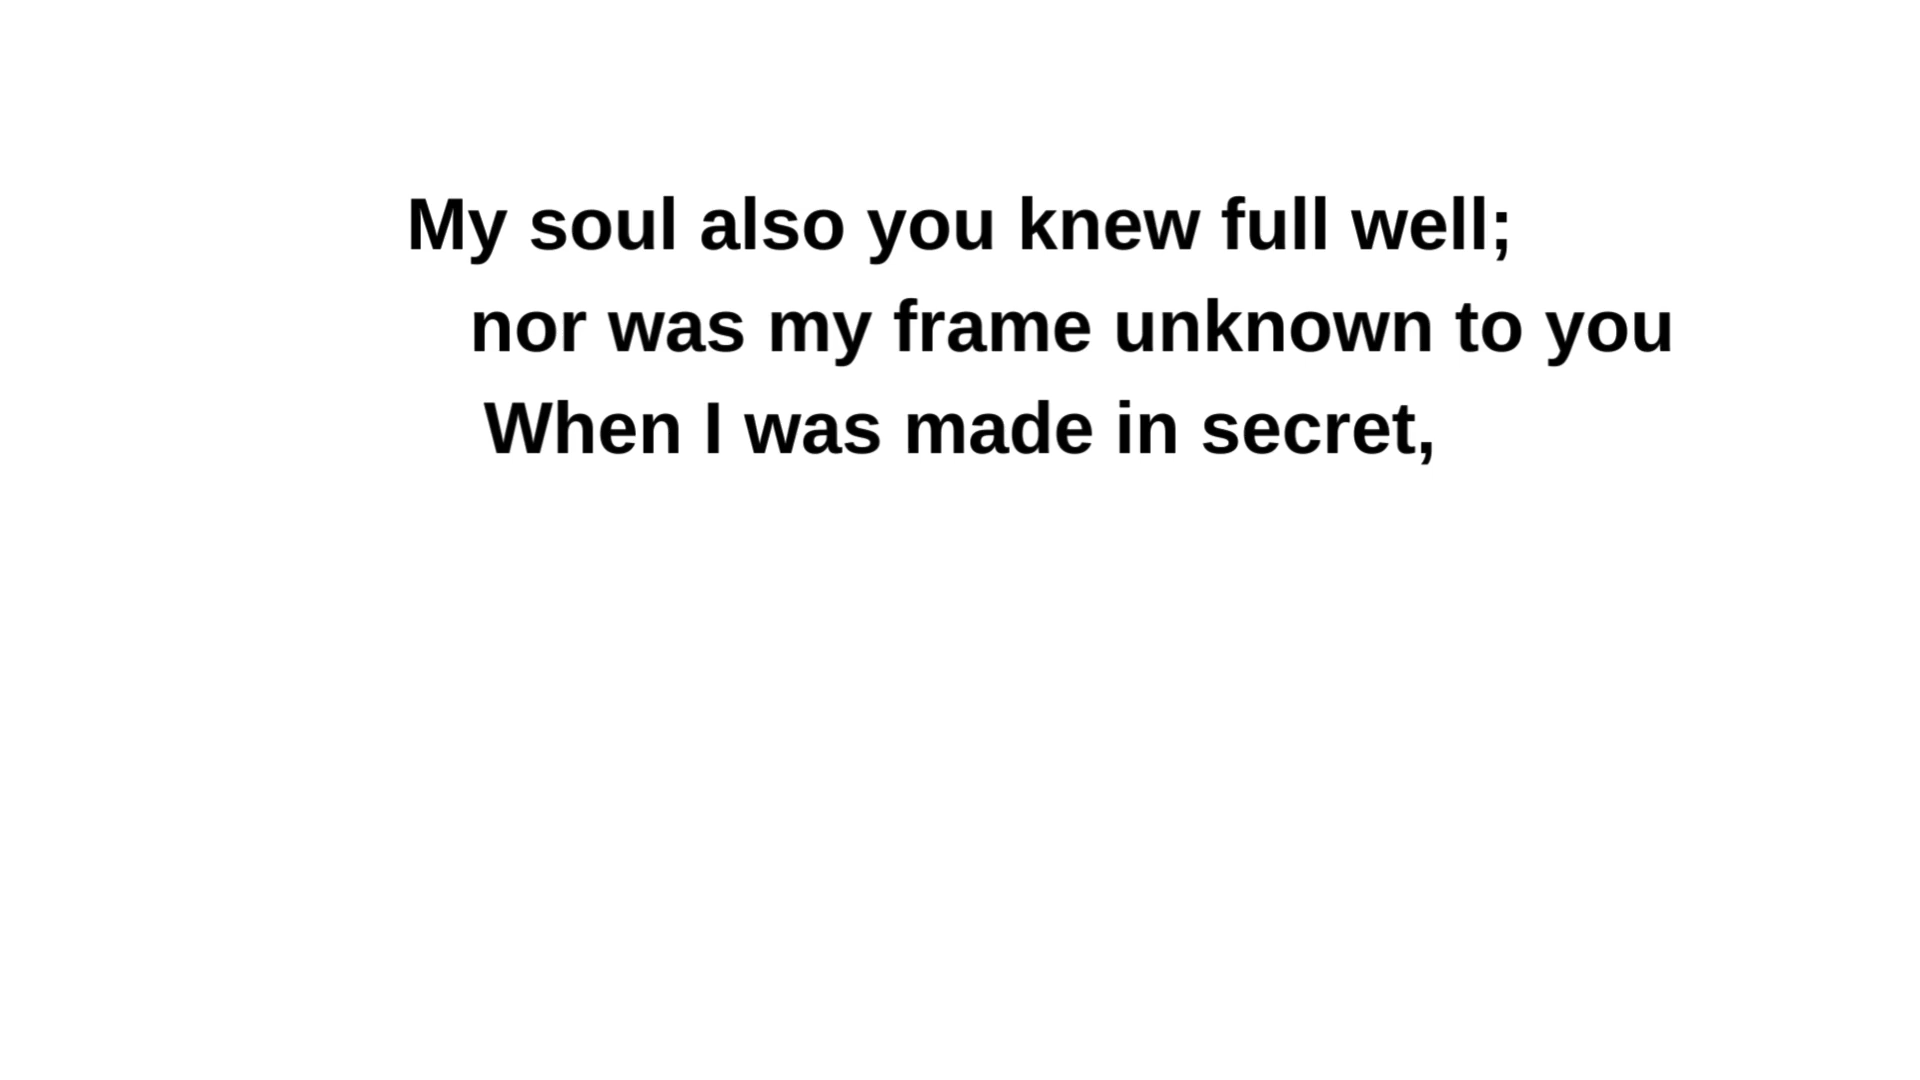 My soul also you knew full well;
nor was my frame unknown to you
When I was made in secret,